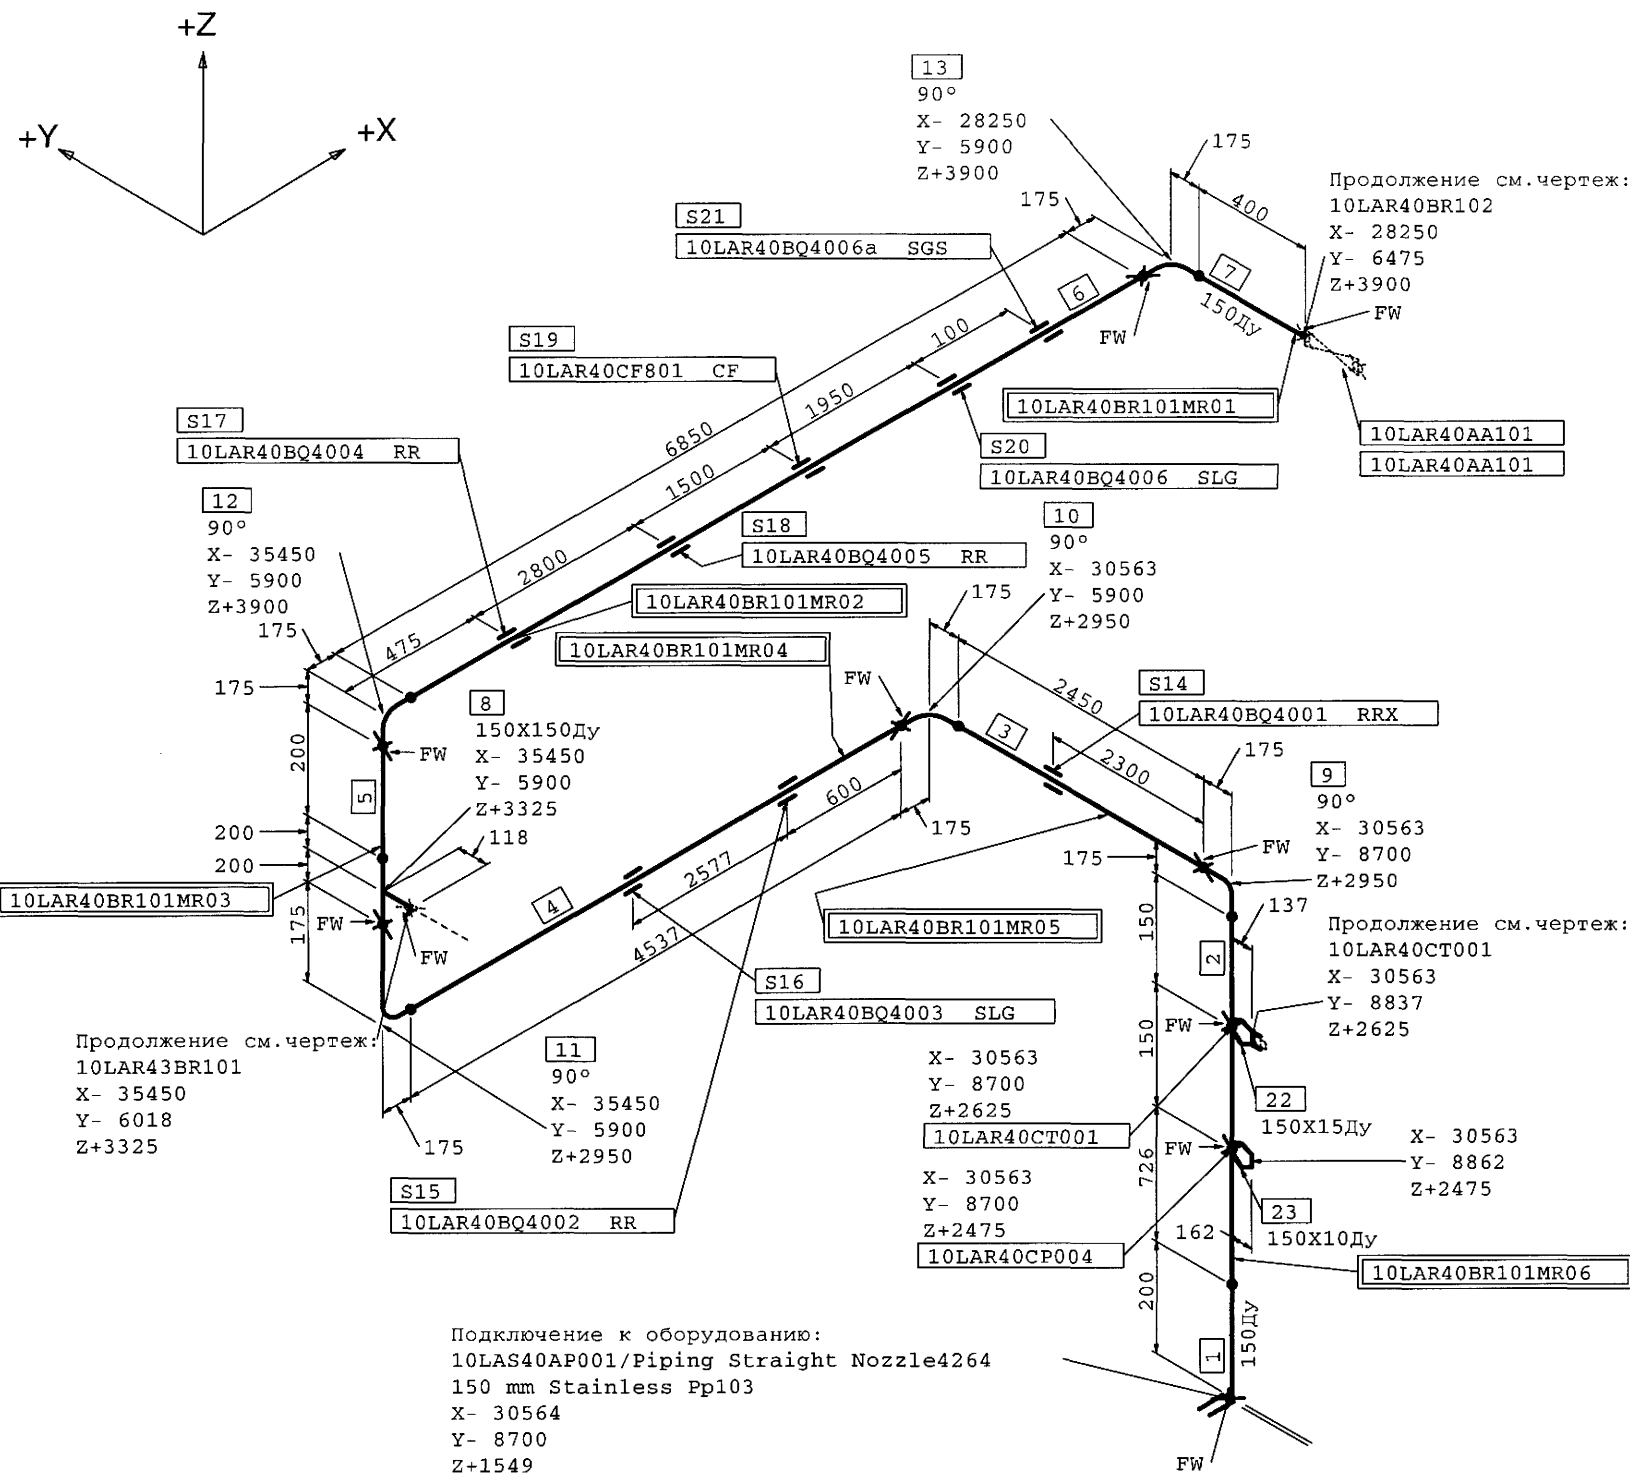 +Z
+Y
+X
13
90°
X- 28250
Y- 5900
Z+3900
175
175
400
Продолжение см.чертеж:
10LAR40BR102
X- 28250
Y- 6475
Z+3900
FW
S21
10LAR40BQ4006a SGS
6
7
150Ду
FW
S19
10LAR40CF801 CF
100
1950
6850
1500
2800
475
10LAR40BR101MR01
10LAR40AA101
10LAR40AA101
S17
10LAR40BQ4004 RR
S20
10LAR40BQ4006 SLG
12
90°
X- 35450
Y- 5900
Z+3900
175
175
S18
10LAR40BQ4005 RR
10
90°
X- 30563
Y- 5900
Z+2950
175
10LAR40BR101MR02
10LAR40BR101MR04
FW
8
150X150Ду
X- 35450
Y- 5900
Z+3325
118
FW
200
5
200
200
175
10LAR40BR101MR03
FW
FW
2450
S14
10LAR40BQ4001 RRX
3
2300
175
9
90°
X- 30563
Y- 8700
Z+2950
FW
175
600
175
2577
4
4537
10LAR40BR101MR05
137
150
2
Продолжение см.чертеж:
10LAR40CT001
X- 30563
Y- 8837
Z+2625
S16
10LAR40BQ4003 SLG
FW
150
Продолжение см.чертеж:
10LAR43BR101
X- 35450
Y- 6018
Z+3325
11
90°
X- 35450
Y- 5900
Z+2950
175
X- 30563
Y- 8700
Z+2625
10LAR40CT001
22
150X15Ду
FW
726
X- 30563
Y- 8862
Z+2475
X- 30563
Y- 8700
Z+2475
10LAR40CP004
S15
10LAR40BQ4002 RR
23
150X10Ду
162
10LAR40BR101MR06
200
1
150Ду
Подключение к оборудованию:
10LAS40AP001/Piping Straight Nozzle4264
150 mm Stainless Pp103
X- 30564
Y- 8700
Z+1549
FW